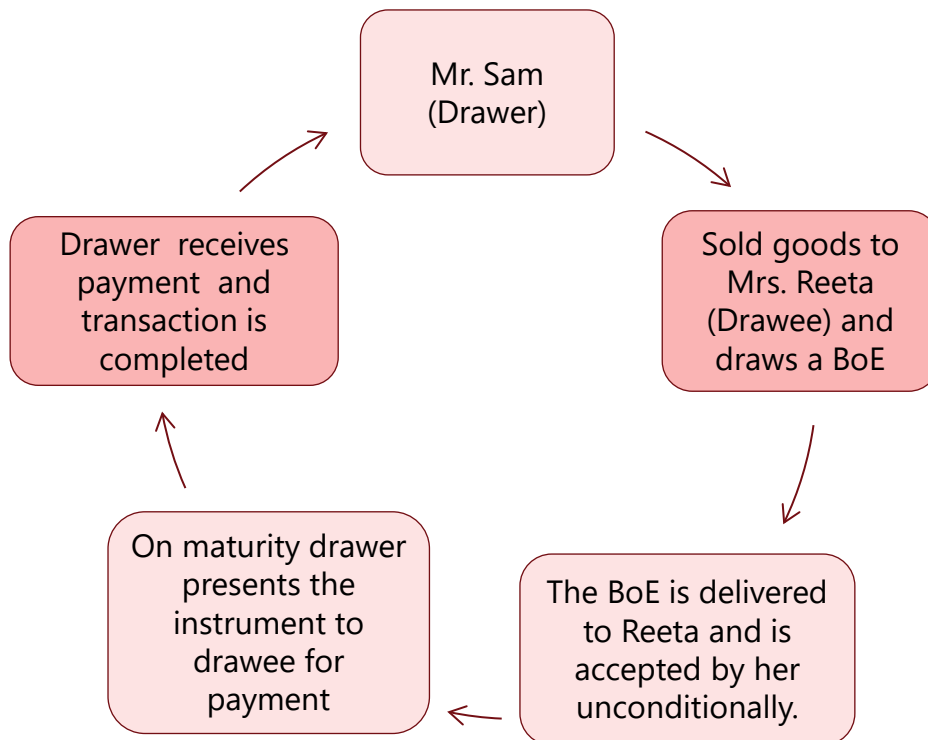 Mr. Sam
(Drawer)
Sold goods to
Mrs. Reeta
(Drawee) and
draws a BoE
The BoE is delivered
to Reeta and is
accepted by her
unconditionally.
On maturity drawer
presents the
instrument to
drawee for
payment
Drawer receives
payment and
transaction is
completed